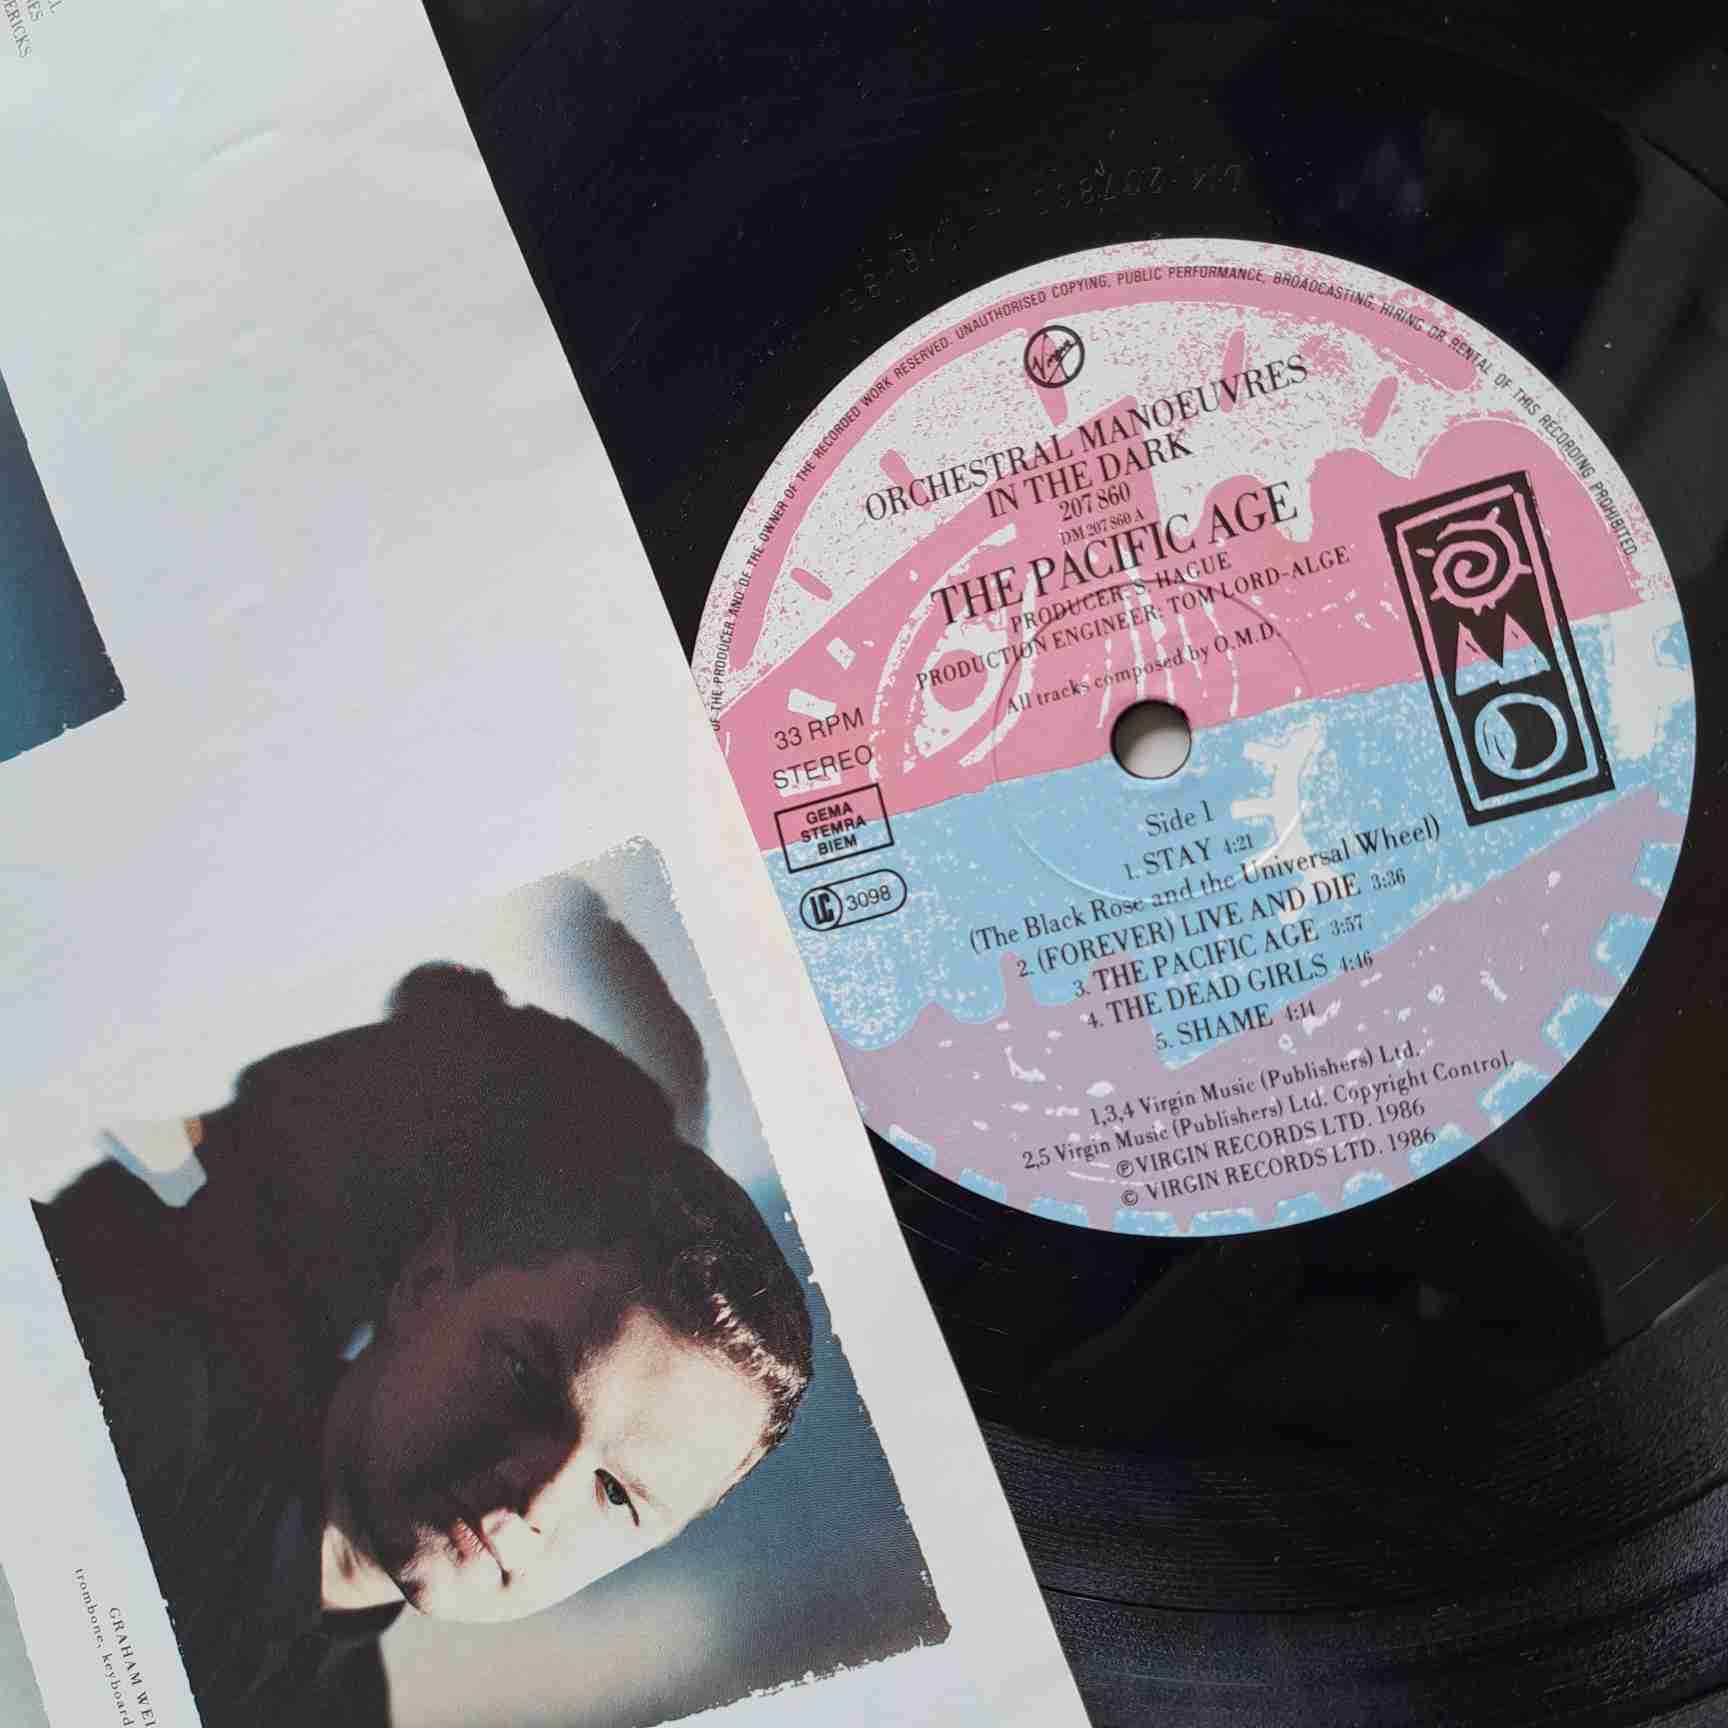 ERICKS
OF THE PRODUCER AND OF THE OWNER OF THE RECORDED WORK RESERVED. UNAUTHORISED COPYING, PUBLIC PERFORMANCE, BROADCASTING, HIRING OR RENTAL OF THIS RECORDING PROHIBITED.
Virgin
ORCHESTRAL MANOEUVRES
IN THE DARK
207 860
DM 207 860 A
THE PACIFIC AGE
PRODUCER: S. HAGUE
PRODUCTION ENGINEER: TOM LORD-ALGE
All tracks composed by O.M.D.
33 RPM
STEREO
GEMA
STEMRA
BIEM
LC 3098
Side 1
1. STAY 4:21
(The Black Rose and the Universal Wheel)
2. (FOREVER) LIVE AND DIE 3:36
3. THE PACIFIC AGE 3:57
4. THE DEAD GIRLS 4:46
5. SHAME 4:14
1,3,4 Virgin Music (Publishers) Ltd.
2,5 Virgin Music (Publishers) Ltd. Copyright Control.
℗ VIRGIN RECORDS LTD. 1986
© VIRGIN RECORDS LTD. 1986
GRAHAM WEI
trombone, keyboard